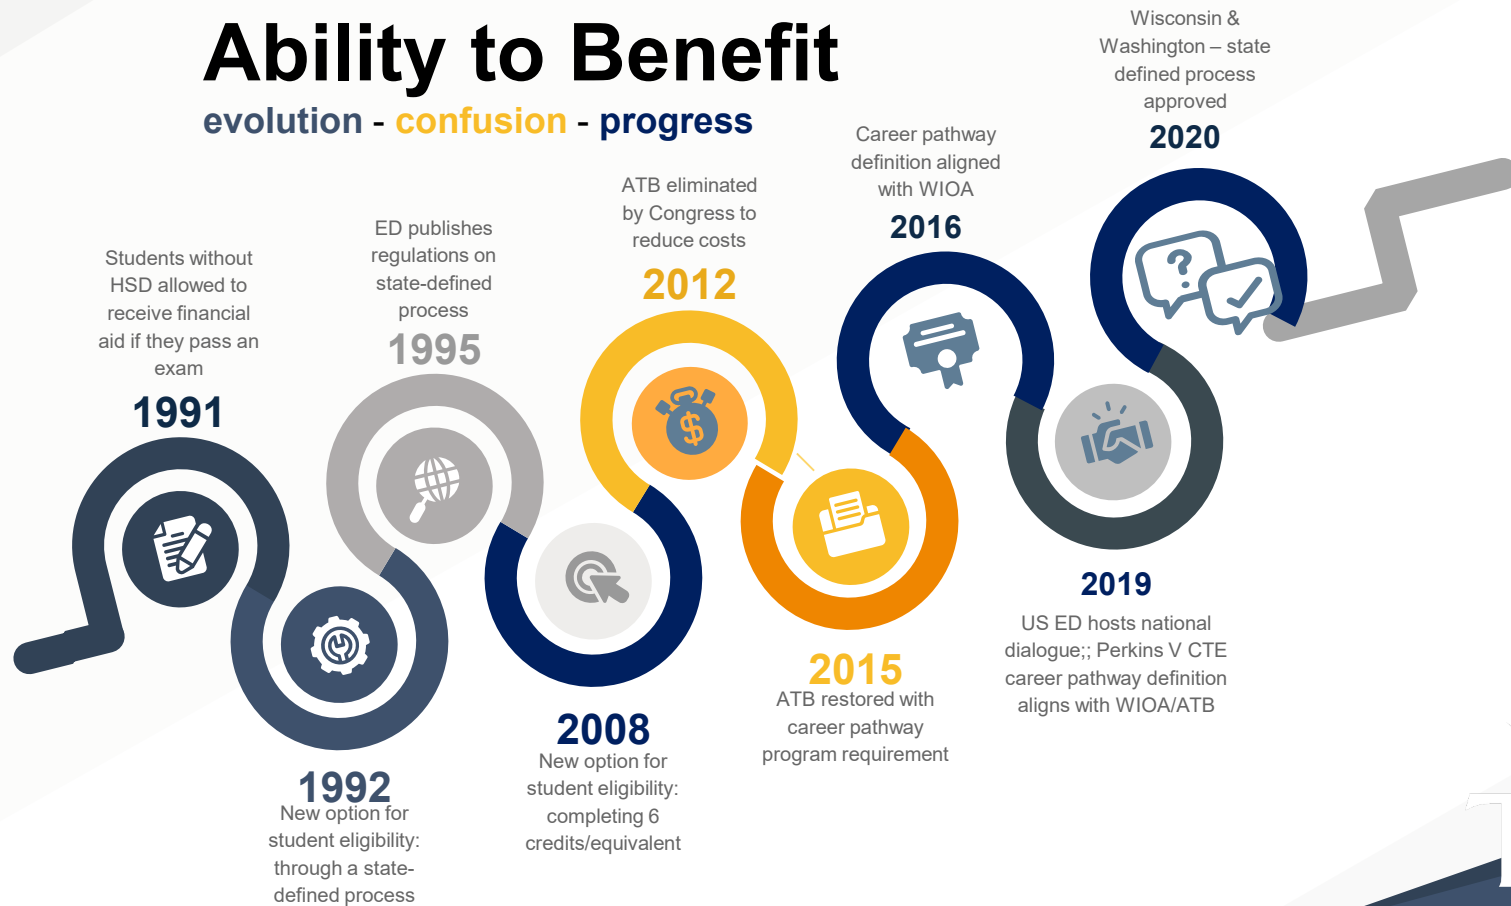 Ability to Benefit
evolution - confusion - progress
Students without
HSD allowed to
receive financial
aid if they pass an
exam
1991
1992
New option for
student eligibility:
through a state-
defined process
ED publishes
regulations on
state-defined
process
1995
2008
New option for
student eligibility:
completing 6
credits/equivalent
ATB eliminated
by Congress to
reduce costs
2012
2015
ATB restored with
career pathway
program requirement
Career pathway
definition aligned
with WIOA
2016
2019
US ED hosts national
dialogue;; Perkins V CTE
career pathway definition
aligns with WIOA/ATB
Wisconsin &
Washington – state
defined process
approved
2020